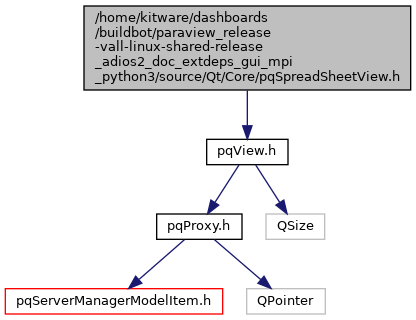 /home/kitware/dashboards
/buildbot/paraview_release
-vall-linux-shared-release
_adios2_doc_extdeps_gui_mpi
_python3/source/Qt/Core/pqSpreadSheetView.h
pqView.h
pqProxy.h
QSize
pqServerManagerModelItem.h
QPointer